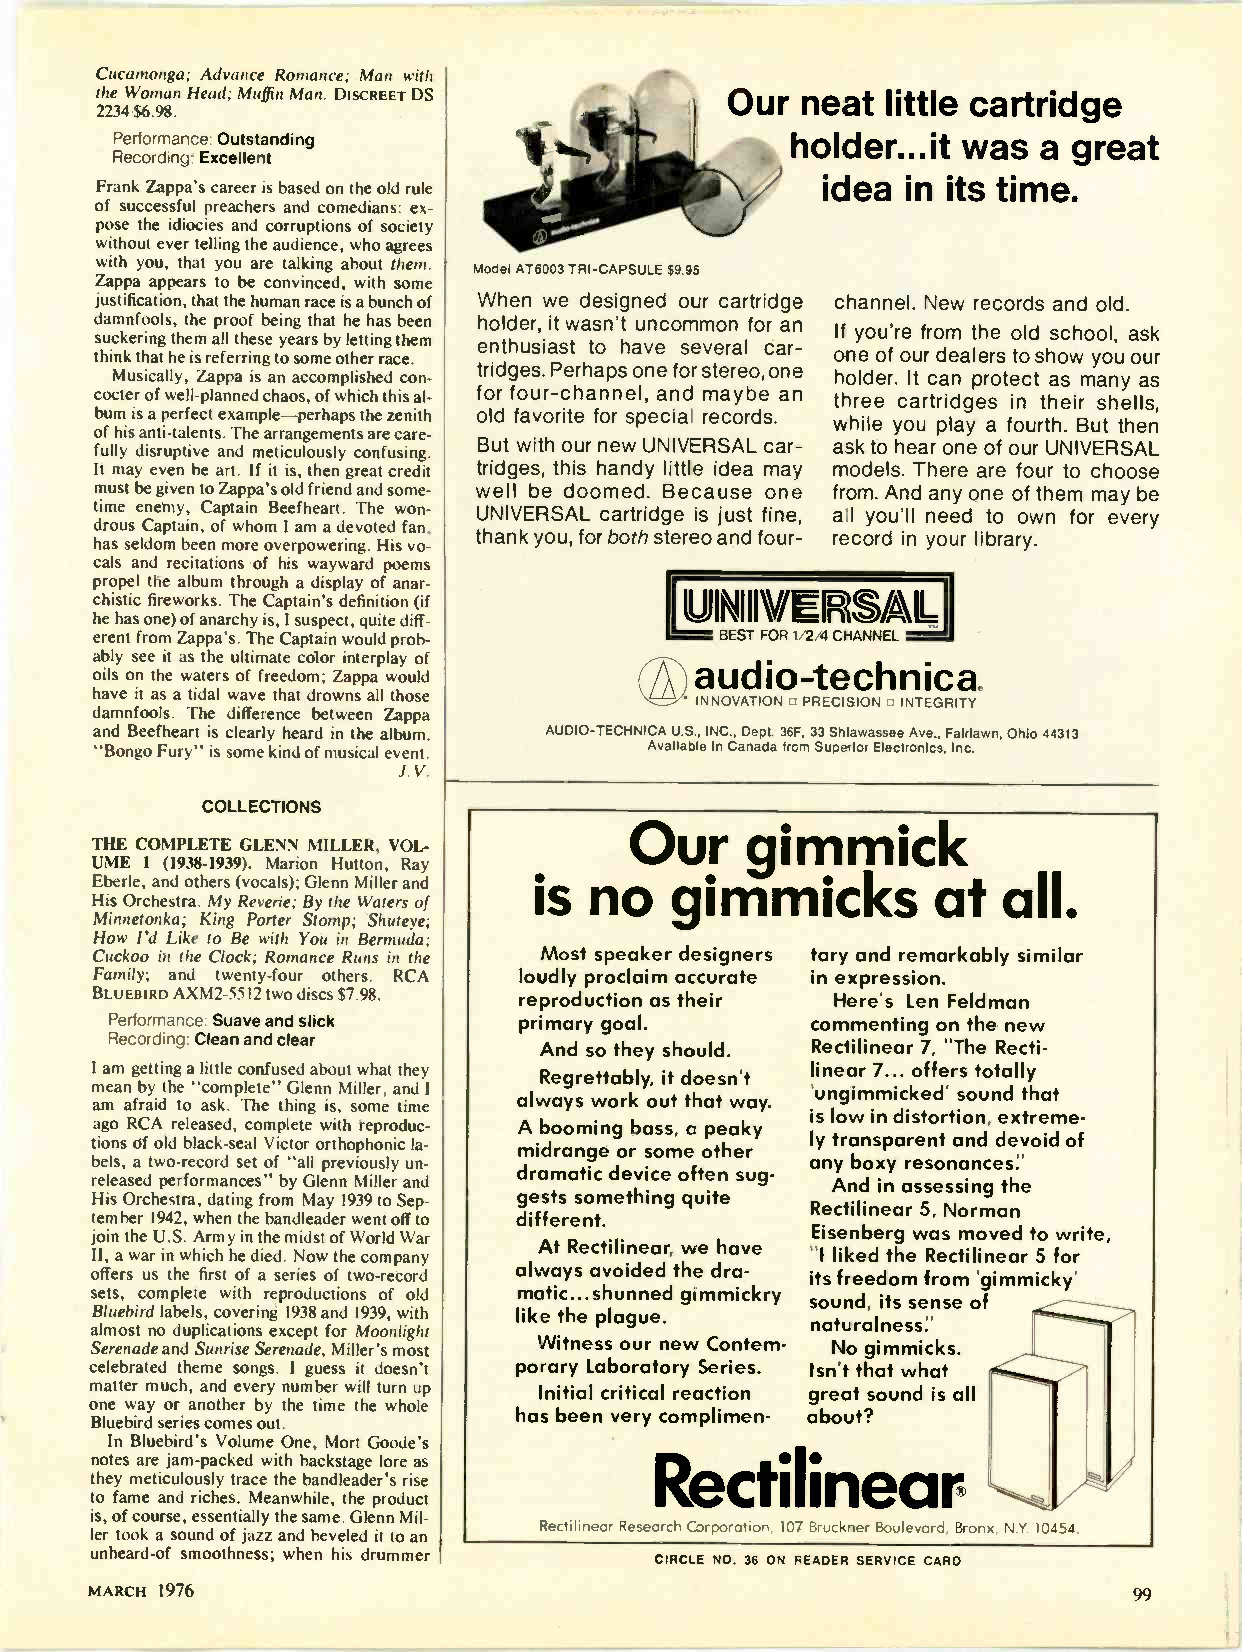 Cucamonga; Advance Romance; Man with
the Woman Head; Muffin Man. DISCREET DS
2234 $6.98.
Performance: Outstanding
Recording: Excellent
Frank Zappa's career is based on the old rule
of successful preachers and comedians: ex-
pose the idiocies and corruptions of society
without ever telling the audience, who agrees
with you, that you are talking about them.
Zappa appears to be convinced, with some
justification, that the human race is a bunch of
damnfools, the proof being that he has been
suckering them all these years by letting them
think that he is referring to some other race.
Musically, Zappa is an accomplished con-
cocter of well-planned chaos, of which this al-
bum is a perfect example—perhaps the zenith
of his anti-talents. The arrangements are care-
fully disruptive and meticulously confusing.
It may even be art. If it is, then great credit
must be given to Zappa's old friend and some-
time enemy, Captain Beefheart. The won-
drous Captain, of whom I am a devoted fan,
has seldom been more overpowering. His vo-
cals and recitations of his wayward poems
propel the album through a display of anar-
chistic fireworks. The Captain's definition (if
he has one) of anarchy is, I suspect, quite diff-
erent from Zappa's. The Captain would prob-
ably see it as the ultimate color interplay of
oils on the waters of freedom; Zappa would
have it as a tidal wave that drowns all those
damnfools. The difference between Zappa
and Beefheart is clearly heard in the album.
"Bongo Fury" is some kind of musical event.
J.V.
COLLECTIONS
THE COMPLETE GLENN MILLER, VOL-
UME 1 (1938-1939). Marion Hutton, Ray
Eberle, and others (vocals); Glenn Miller and
His Orchestra. My Reverie; By the Waters of
Minnetonka; King Porter Stomp; Shuteye;
How I'd Like to Be with You in Bermuda;
Cuckoo in the Clock; Romance Runs in the
Family; and twenty-four others. RCA
BLUEBIRD AXM2-5512 two discs $7.98.
Performance: Suave and slick
Recording: Clean and clear
I am getting a little confused about what they
mean by the "complete" Glenn Miller, and I
am afraid to ask. The thing is, some time
ago RCA released, complete with reproduc-
tions of old black-seal Victor orthophonic la-
bels, a two-record set of "all previously un-
released performances" by Glenn Miller and
His Orchestra, dating from May 1939 to Sep-
tember 1942, when the bandleader went off to
join the U.S. Army in the midst of World War
II, a war in which he died. Now the company
offers us the first of a series of two-record
sets, complete with reproductions of old
Bluebird labels, covering 1938 and 1939, with
almost no duplications except for Moonlight
Serenade and Sunrise Serenade, Miller's most
celebrated theme songs. I guess it doesn't
matter much, and every number will turn up
one way or another by the time the whole
Bluebird series comes out.
In Bluebird's Volume One, Mort Goode's
notes are jam-packed with backstage lore as
they meticulously trace the bandleader's rise
to fame and riches. Meanwhile, the product
is, of course, essentially the same. Glenn Mil-
ler took a sound of jazz and beveled it to an
unheard-of smoothness; when his drummer
Our neat little cartridge
holder...it was a great
idea in its time.
audio-technica
Model AT6003 TRI-CAPSULE $9.95
When we designed our cartridge
holder, it wasn't uncommon for an
enthusiast to have several car-
tridges. Perhaps one for stereo, one
for four-channel, and maybe an
old favorite for special records.
But with our new UNIVERSAL car-
tridges, this handy little idea may
well be doomed. Because one
UNIVERSAL cartridge is just fine,
thank you, for both stereo and four-
channel. New records and old.
If you're from the old school, ask
one of our dealers to show you our
holder. It can protect as many as
three cartridges in their shells,
while you play a fourth. But then
ask to hear one of our UNIVERSAL
models. There are four to choose
from. And any one of them may be
all you'll need to own for every
record in your library.
UNIVERSAL™
BEST FOR 1/2/4 CHANNEL
audio-technica®
INNOVATION □ PRECISION □ INTEGRITY
AUDIO-TECHNICA U.S., INC., Dept. 36F, 33 Shiawassee Ave., Fairlawn, Ohio 44313
Available in Canada from Superior Electronics, Inc.
Our gimmick
is no gimmicks at all.
Most speaker designers
loudly proclaim accurate
reproduction as their
primary goal.
And so they should.
Regrettably, it doesn't
always work out that way.
A booming bass, a peaky
midrange or some other
dramatic device often sug-
gests something quite
different.
At Rectilinear, we have
always avoided the dra-
matic...shunned gimmickry
like the plague.
Witness our new Contem-
porary Laboratory Series.
Initial critical reaction
has been very complimen-
tary and remarkably similar
in expression.
Here's Len Feldman
commenting on the new
Rectilinear 7, "The Recti-
linear 7... offers totally
'ungimmicked' sound that
is low in distortion, extreme-
ly transparent and devoid of
any boxy resonances."
And in assessing the
Rectilinear 5, Norman
Eisenberg was moved to write,
"I liked the Rectilinear 5 for
its freedom from 'gimmicky'
sound, its sense of
naturalness."
No gimmicks.
Isn't that what
great sound is all
about?
Rectilinear®
Rectilinear Research Corporation, 107 Bruckner Boulevard, Bronx, N.Y. 10454.
CIRCLE NO. 36 ON READER SERVICE CARD
MARCH 1976
99